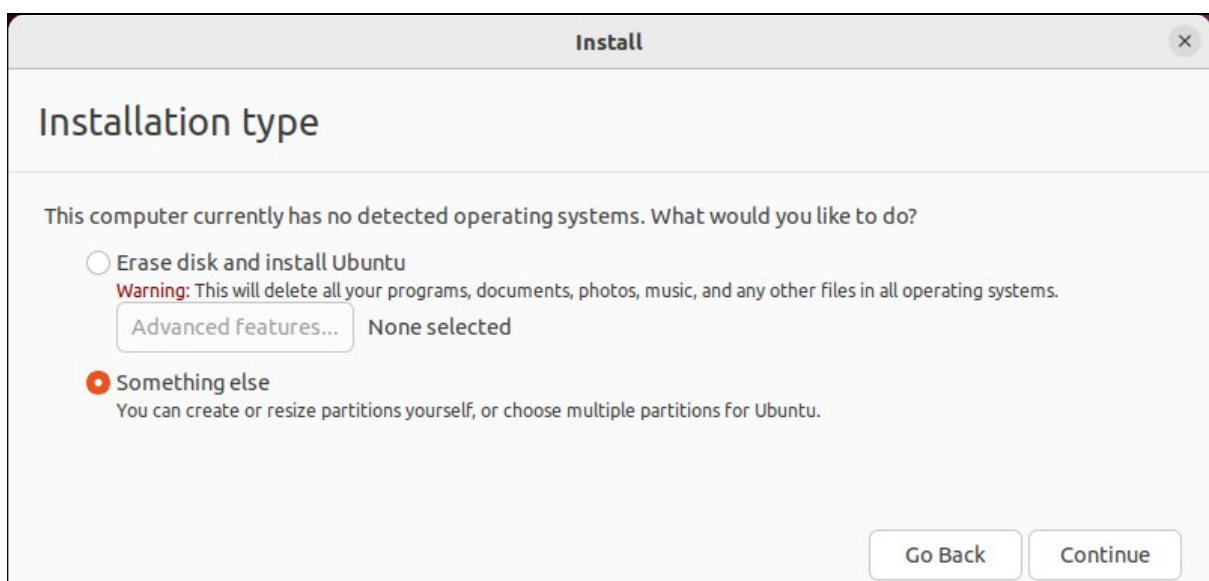 Install
Installation type
This computer currently has no detected operating systems. What would you like to do?
Erase disk and install Ubuntu
Warning: This will delete all your programs, documents, photos, music, and any other files in all operating systems.
Advanced features... None selected
Something else
You can create or resize partitions yourself, or choose multiple partitions for Ubuntu.
Go Back Continue